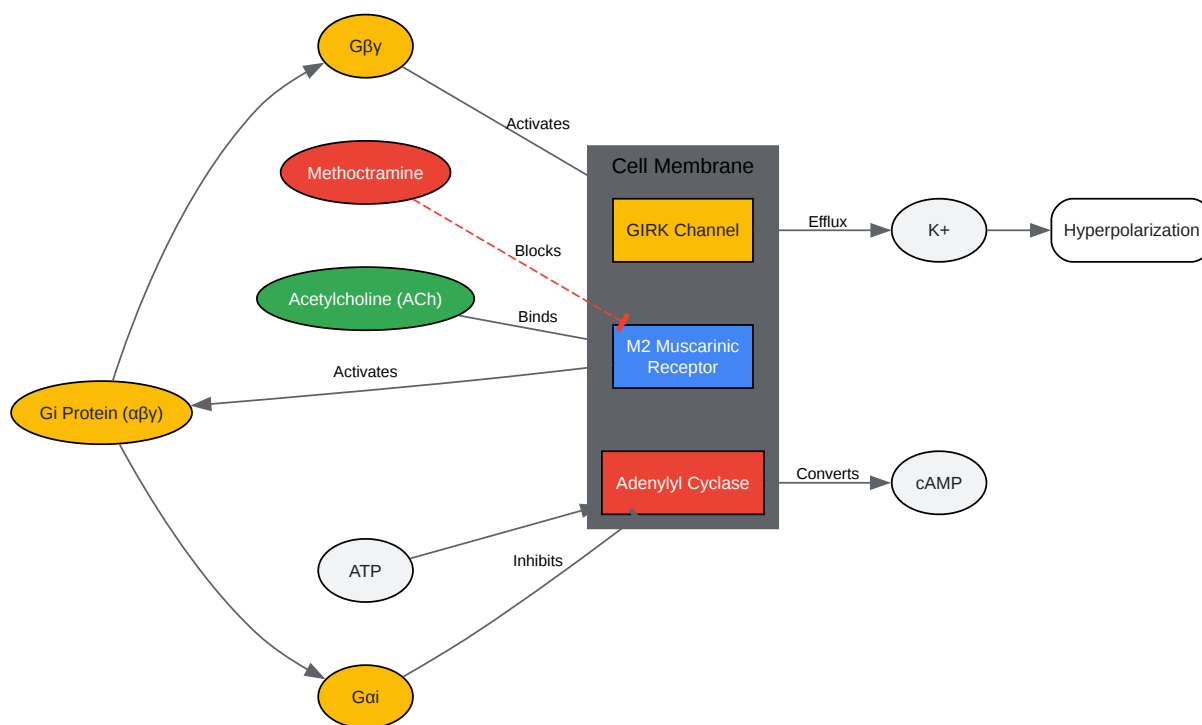 Gβγ
Activates
Cell Membrane
Methoctramine
GIRK Channel
Efflux
K+
Hyperpolarization
Blocks
Acetylcholine (ACh)
Binds
M2 Muscarinic
Receptor
Activates
Gi Protein (αβγ)
Adenylyl Cyclase
Converts
cAMP
ATP
Inhibits
Gαi